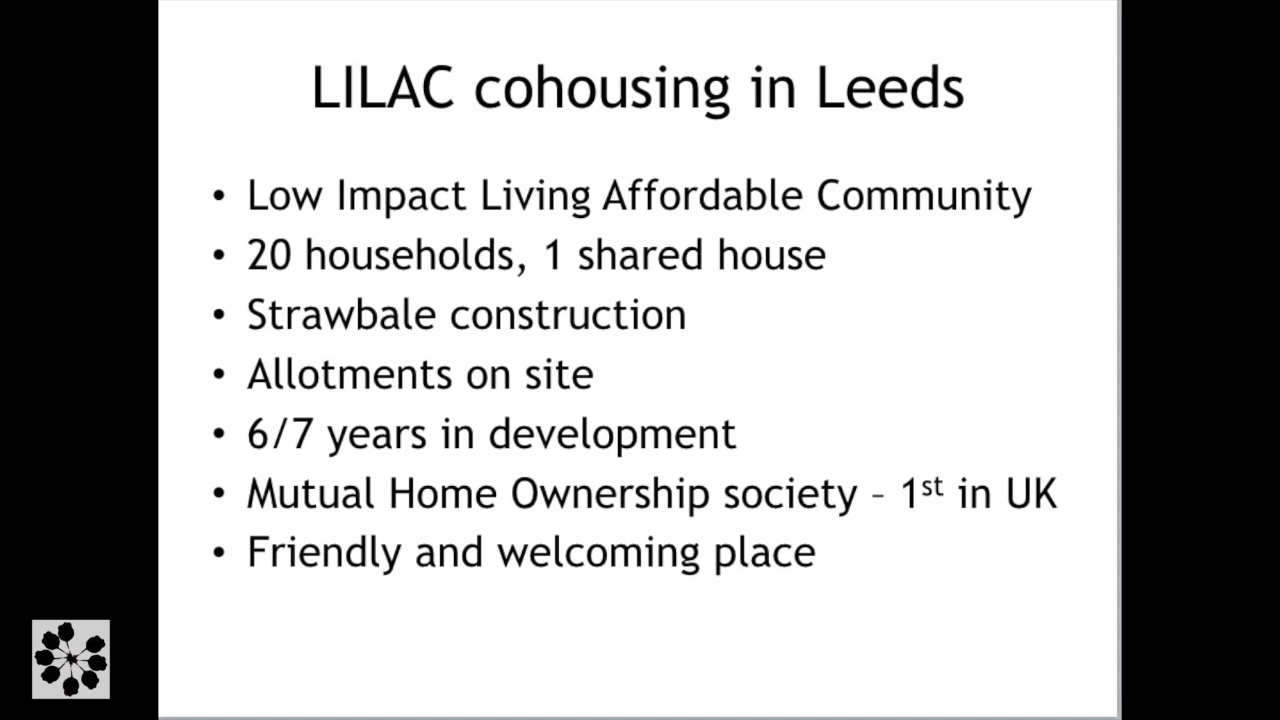 LILAC cohousing in Leeds
• Low Impact Living Affordable Community
• 20 households, 1 shared house
• Strawbale construction
• Allotments on site
• 6/7 years in development
• Mutual Home Ownership society – 1st in UK
• Friendly and welcoming place